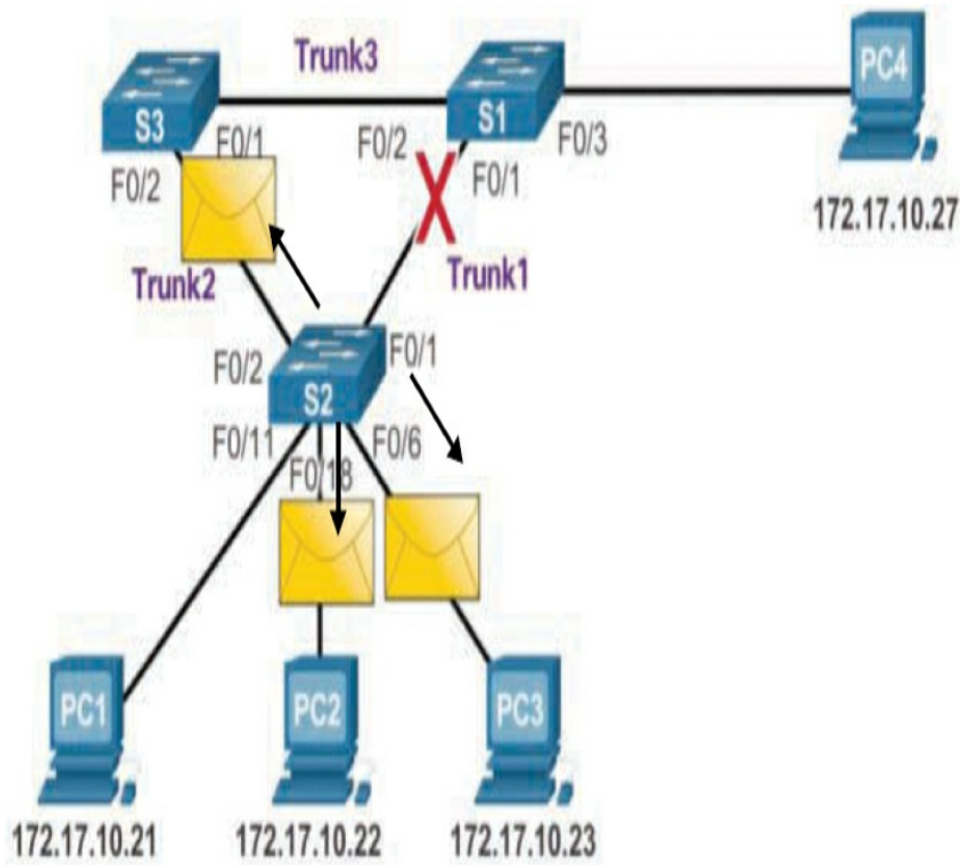 Trunk3
PC4
S3
S1
F0/1
F0/2
F0/3
F0/2
F0/1
172.17.10.27
Trunk2
Trunk1
F0/2
F0/1
S2
F0/11
F0/6
F0/18
PC1
PC2
PC3
172.17.10.21
172.17.10.22
172.17.10.23